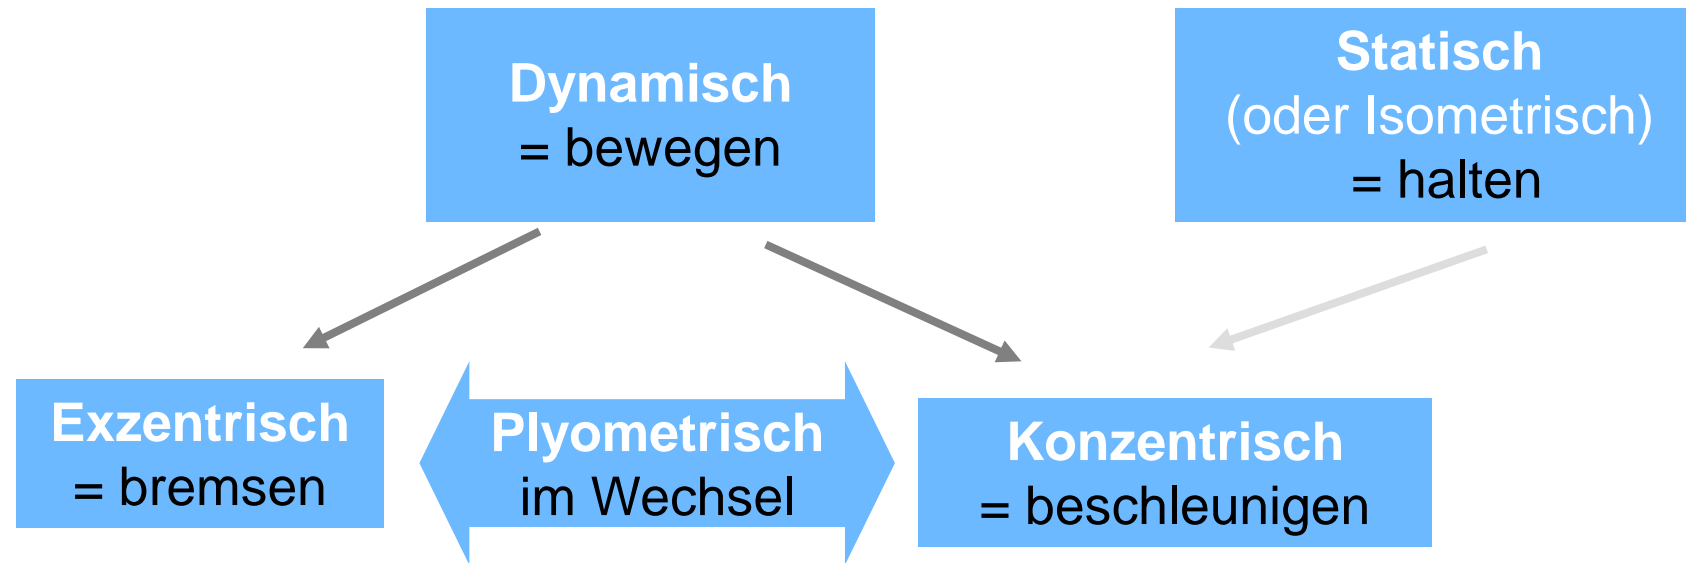 Dynamisch
= bewegen
Statisch
(oder Isometrisch)
= halten
Exzentrisch
= bremsen
Plyometrisch
im Wechsel
Konzentrisch
= beschleunigen